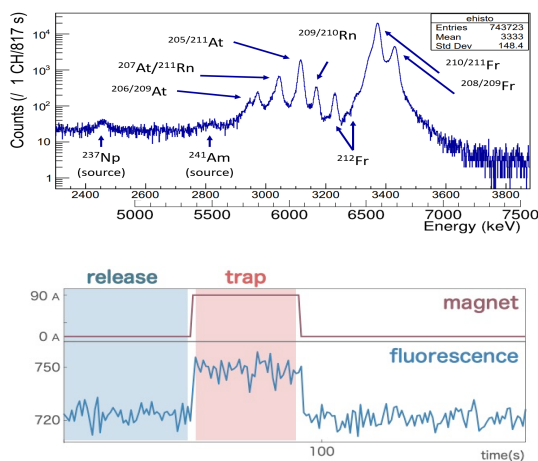 ehisto
Entries 743723
Mean 3333
Std Dev 148.4
Counts (/ 1 CH/817 s)
10⁴
10³
10²
10
1
²⁰⁵/²¹¹At
²⁰⁹/²¹⁰Rn
²¹⁰/²¹¹Fr
²⁰⁷At/²¹¹Rn
²⁰⁸/²⁰⁹Fr
²⁰⁶/²⁰⁹At
²³⁷Np
(source)
²⁴¹Am
(source)
²¹²Fr
2400 2600 2800 3000 3200 3400 3600 3800
5000 5500 6000 6500 7000 7500
Energy (keV)
release trap
90 A
0 A
magnet
fluorescence
750
720
100
time(s)